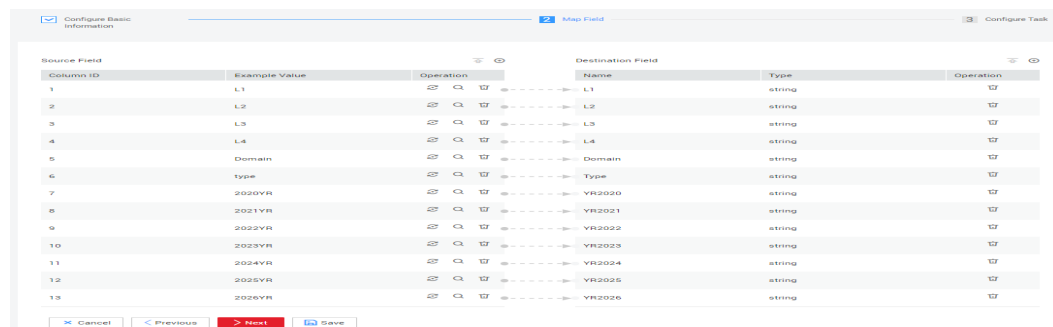 Configure Basic
Information
2 Map Field
3 Configure Task
Source Field Destination Field
Column ID Example Value Operation Name Type Operation
1 L1 L1 string
2 L2 L2 string
3 L3 L3 string
4 L4 L4 string
5 Domain Domain string
6 type Type string
7 2020YR YR2020 string
8 2021YR YR2021 string
9 2022YR YR2022 string
10 2023YR YR2023 string
11 2024YR YR2024 string
12 2025YR YR2025 string
13 2026YR YR2026 string
Cancel Previous Next Save